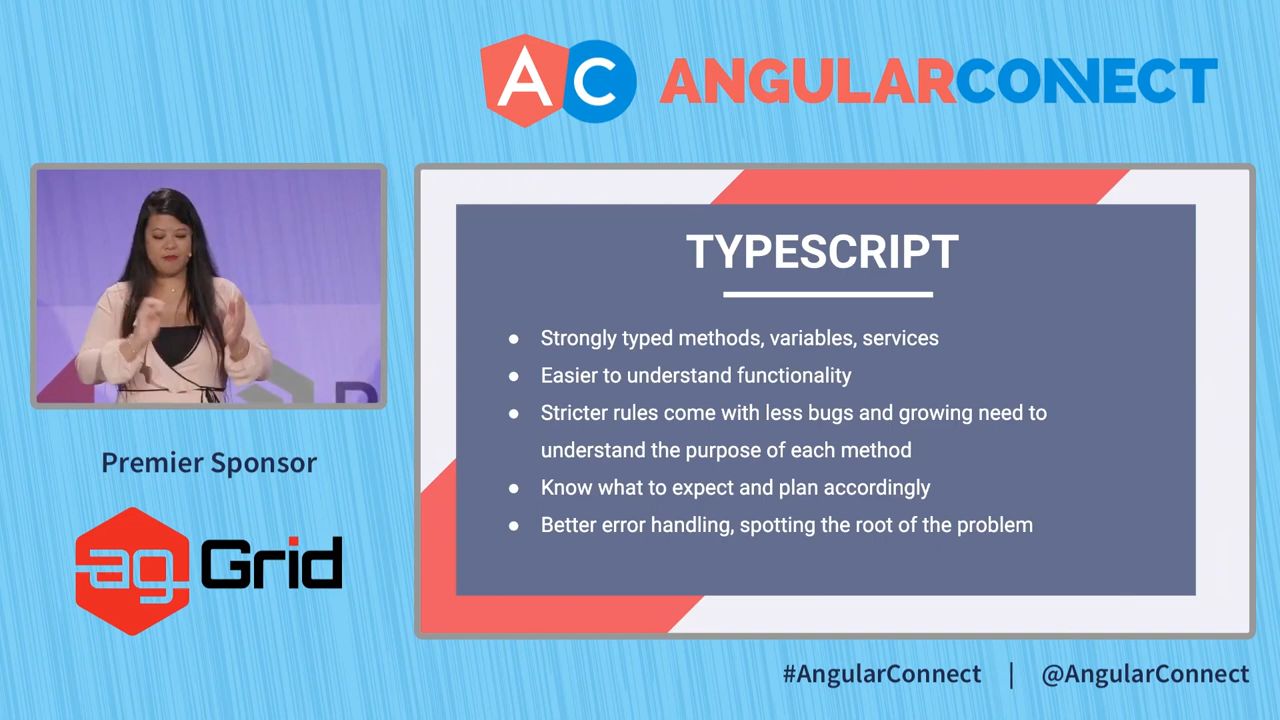 AC ANGULARCONNECT
TYPESCRIPT
● Strongly typed methods, variables, services
● Easier to understand functionality
● Stricter rules come with less bugs and growing need to
understand the purpose of each method
● Know what to expect and plan accordingly
● Better error handling, spotting the root of the problem
Premier Sponsor
ag Grid
#AngularConnect | @AngularConnect